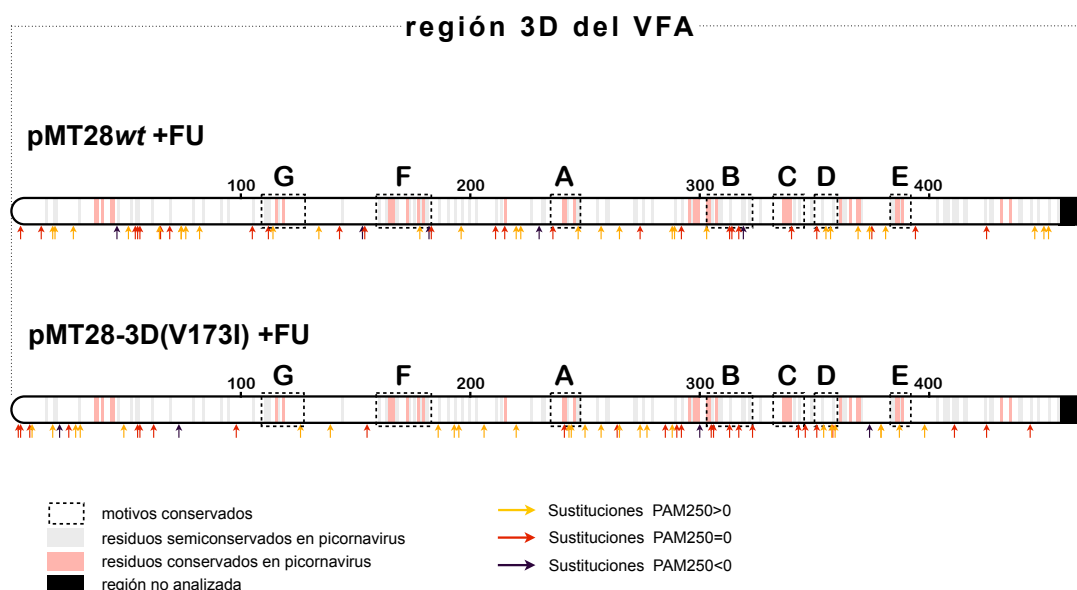 región 3D del VFA
pMT28wt +FU
100 G F 200 A 300 B C D E 400
pMT28-3D(V173I) +FU
100 G F 200 A 300 B C D E 400
motivos conservados
residuos semiconservados en picornavirus
residuos conservados en picornavirus
región no analizada
Sustituciones PAM250>0
Sustituciones PAM250=0
Sustituciones PAM250<0